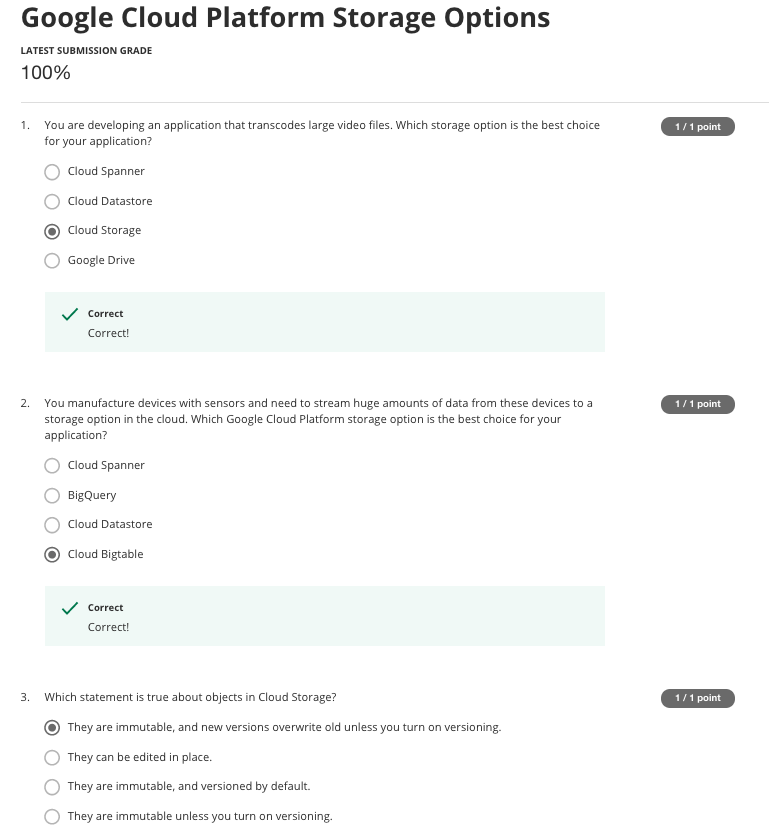 Google Cloud Platform Storage Options
LATEST SUBMISSION GRADE
100%
1. You are developing an application that transcodes large video files. Which storage option is the best choice
for your application?
1 / 1 point
Cloud Spanner
Cloud Datastore
Cloud Storage
Google Drive
Correct
Correct!
2. You manufacture devices with sensors and need to stream huge amounts of data from these devices to a
storage option in the cloud. Which Google Cloud Platform storage option is the best choice for your
application?
1 / 1 point
Cloud Spanner
BigQuery
Cloud Datastore
Cloud Bigtable
Correct
Correct!
3. Which statement is true about objects in Cloud Storage?
1 / 1 point
They are immutable, and new versions overwrite old unless you turn on versioning.
They can be edited in place.
They are immutable, and versioned by default.
They are immutable unless you turn on versioning.